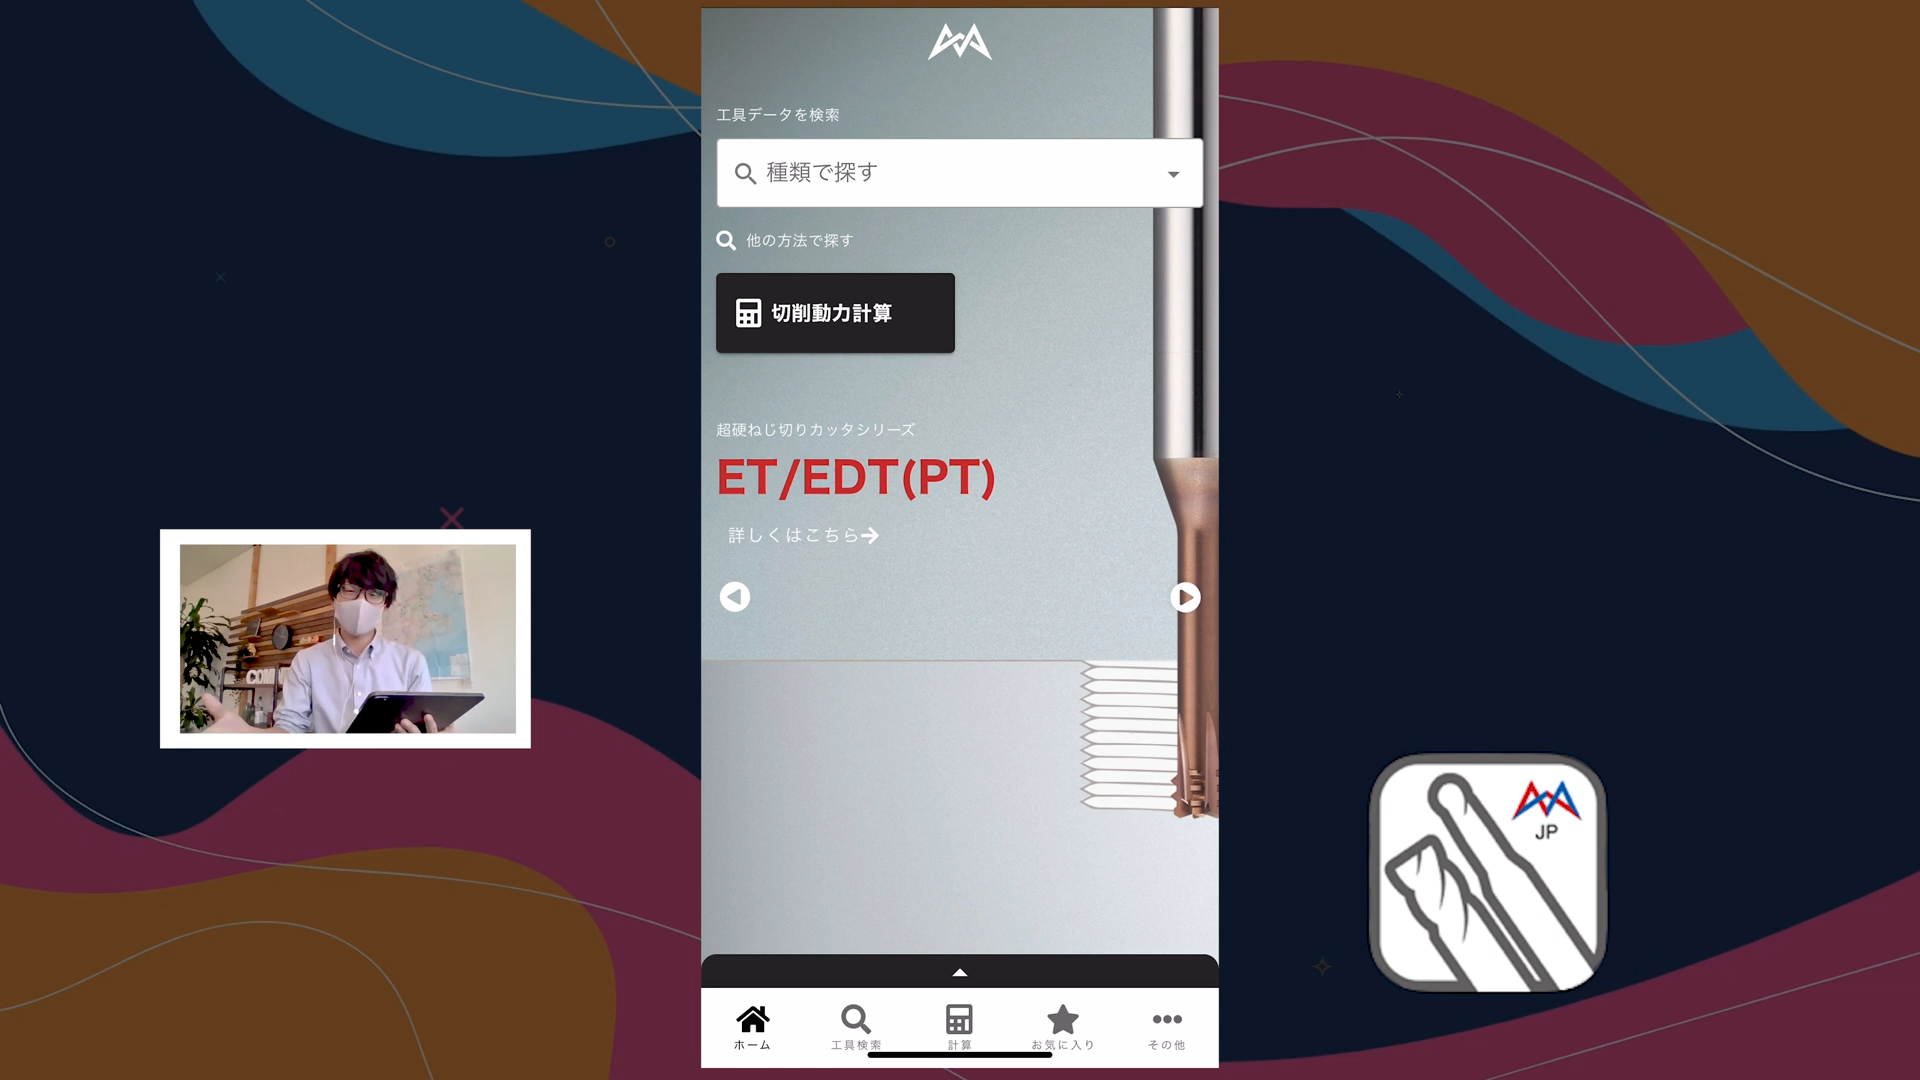 工具データを検索
種類で探す
他の方法で探す
切削動力計算
超硬ねじ切りカッタシリーズ
ET/EDT(PT)
詳しくはこちら→
JP
ホーム
工具検索
計算
お気に入り
その他